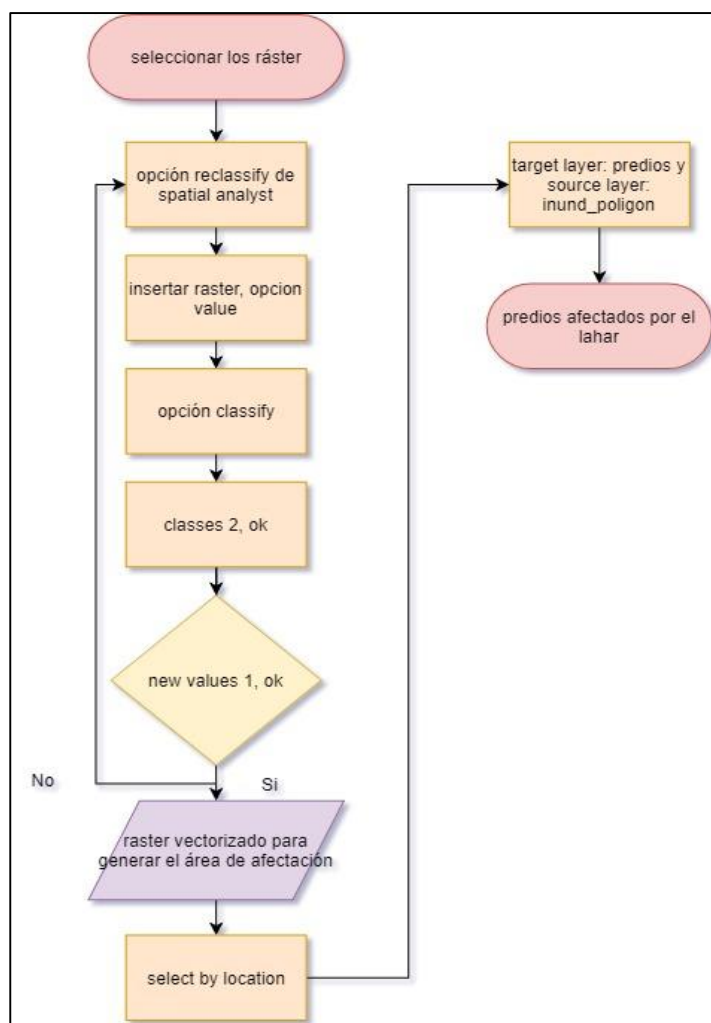 seleccionar los ráster
opción reclassify de
spatial analyst
insertar raster, opcion
value
opción classify
classes 2, ok
new values 1, ok
No
Si
raster vectorizado para
generar el área de afectación
select by location
target layer: predios y
source layer:
inund_poligon
predios afectados por el
lahar